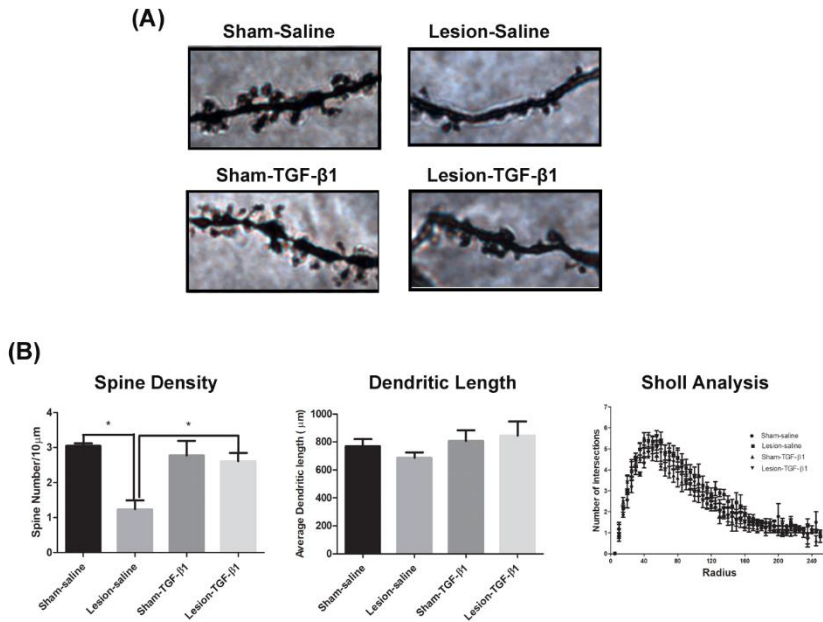 (A)
Sham-Saline
Lesion-Saline
Sham-TGF-β1
Lesion-TGF-β1
(B)
Spine Density
Spine Number/10μm
4
3
2
1
0
*
*
Sham-saline
Lesion-saline
Sham-TGF-β1
Lesion-TGF-β1
Dendritic Length
Average Dendritic length ( μm)
1000
800
600
400
200
0
Sham-saline
Lesion-saline
Sham-TGF-β1
Lesion-TGF-β1
Sholl Analysis
Number of intersections
7
6
5
4
3
2
1
0
Sham-saline
Lesion-saline
Sham-TGF-β1
Lesion-TGF-β1
0
40
80
120
160
200
240
Radius